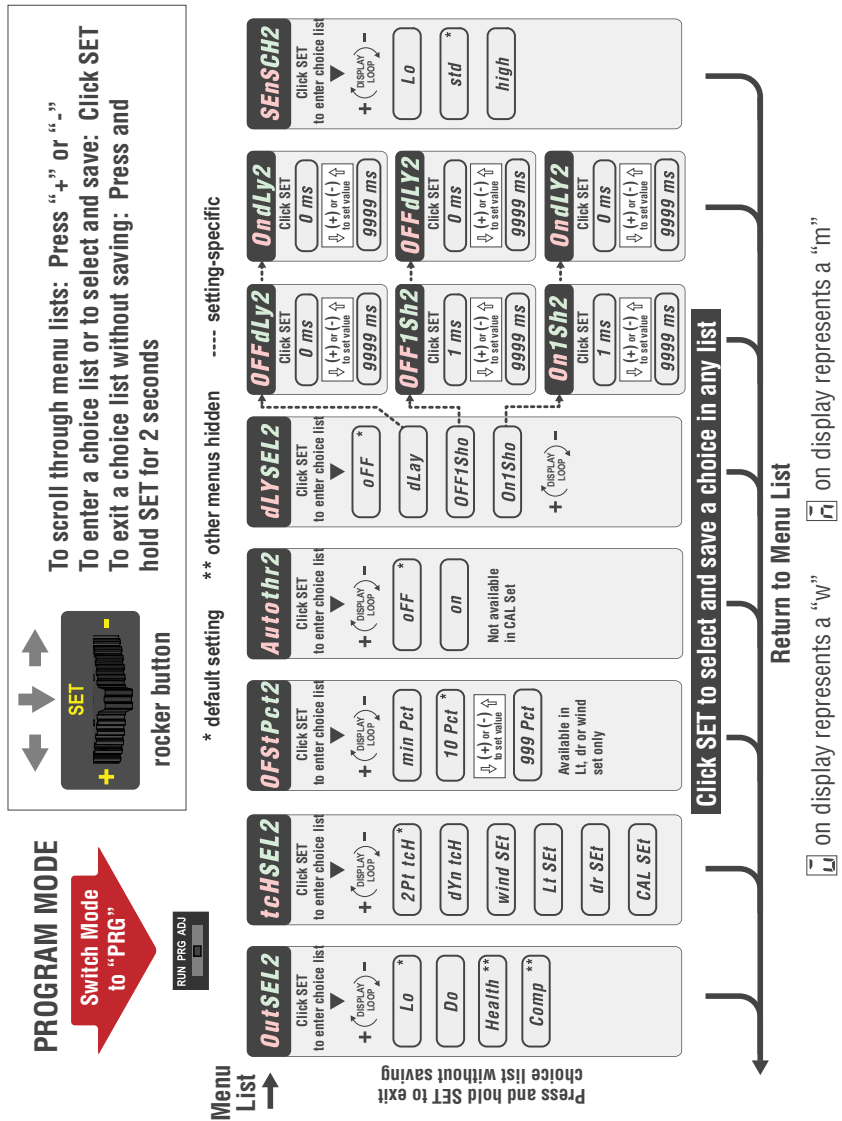 PROGRAM MODE
Switch Mode
to “PRG”
RUN PRG ADJ
+
SET
-
rocker button
To scroll through menu lists: Press “+” or “-”
To enter a choice list or to select and save: Click SET
To exit a choice list without saving: Press and
hold SET for 2 seconds
* default setting ** other menus hidden ---- setting-specific
Menu
List
Press and hold SET to exit
choice list without saving
OutSEL2
Click SET
to enter choice list
+ DISPLAY LOOP -
Lo *
Do
Health **
Comp **
tcHSEL2
Click SET
to enter choice list
+ DISPLAY LOOP -
2Pt tcH *
dYn tcH
wind SEt
Lt SEt
dr SEt
CAL SEt
OFStPct2
Click SET
to enter choice list
+ DISPLAY LOOP -
min Pct
10 Pct *
(+) or (-)
to set value
999 Pct
Available in
Lt, dr or wind
set only
Autothr2
Click SET
to enter choice list
+ DISPLAY LOOP -
oFF *
on
Not available
in CAL Set
dLYSEL2
Click SET
to enter choice list
oFF *
dLay
OFF1Sho
On1Sho
+ DISPLAY LOOP -
OFFdLy2
Click SET
0 ms
(+) or (-)
to set value
9999 ms
OndLy2
Click SET
0 ms
(+) or (-)
to set value
9999 ms
OFF1Sh2
Click SET
1 ms
(+) or (-)
to set value
9999 ms
OFFdLY2
Click SET
0 ms
(+) or (-)
to set value
9999 ms
On1Sh2
Click SET
1 ms
(+) or (-)
to set value
9999 ms
OndLY2
Click SET
0 ms
(+) or (-)
to set value
9999 ms
SEnSCH2
Click SET
to enter choice list
+ DISPLAY LOOP -
Lo
std *
high
Click SET to select and save a choice in any list
Return to Menu List
on display represents a “w”
on display represents a “m”